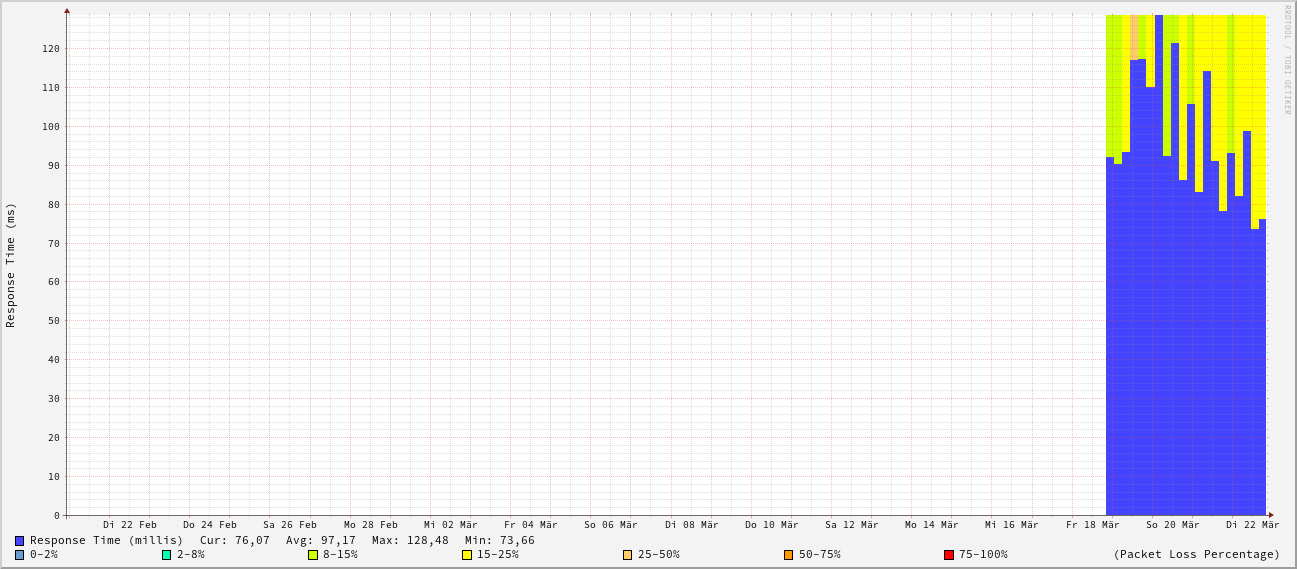 RRDTOOL / TOBI OETIKER
Response Time (ms)
120
110
100
90
80
70
60
50
40
30
20
10
0
Di 22 Feb Do 24 Feb Sa 26 Feb Mo 28 Feb Mi 02 Mär Fr 04 Mär So 06 Mär Di 08 Mär Do 10 Mär Sa 12 Mär Mo 14 Mär Mi 16 Mär Fr 18 Mär So 20 Mär Di 22 Mär
Response Time (millis) Cur: 76,07 Avg: 97,17 Max: 128,48 Min: 73,66
0-2% 2-8% 8-15% 15-25% 25-50% 50-75% 75-100% (Packet Loss Percentage)